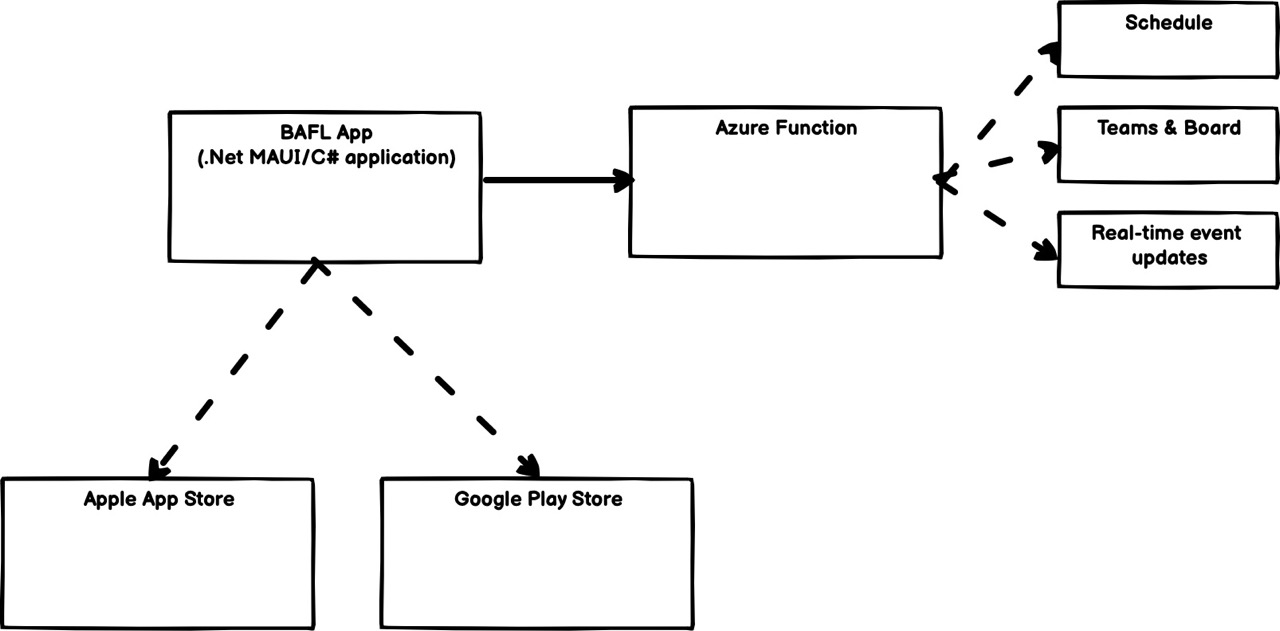 Schedule
BAFL App
(.Net MAUI/C# application)
Azure Function
Teams & Board
Real-time event
updates
Apple App Store
Google Play Store